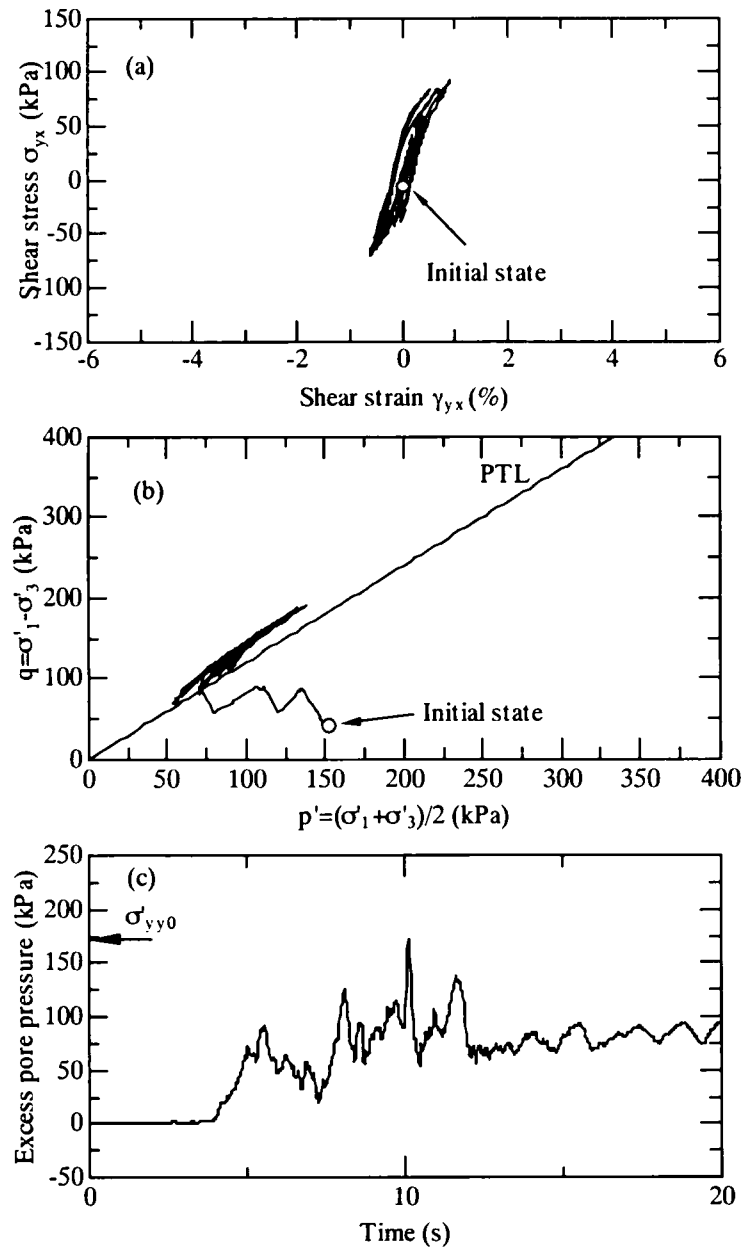 150
(a)
100
50
0
-50
-100
-150
Shear stress σyx (kPa)
Initial state
-6
-4
-2
0
2
4
6
Shear strain γyx (%)
400
(b)
PTL
300
200
100
0
q=σ'1-σ'3 (kPa)
Initial state
0
50
100
150
200
250
300
350
400
p'=(σ'1+σ'3)/2 (kPa)
250
(c)
200
σ'yy0
150
100
50
0
-50
Excess pore pressure (kPa)
0
10
20
Time (s)